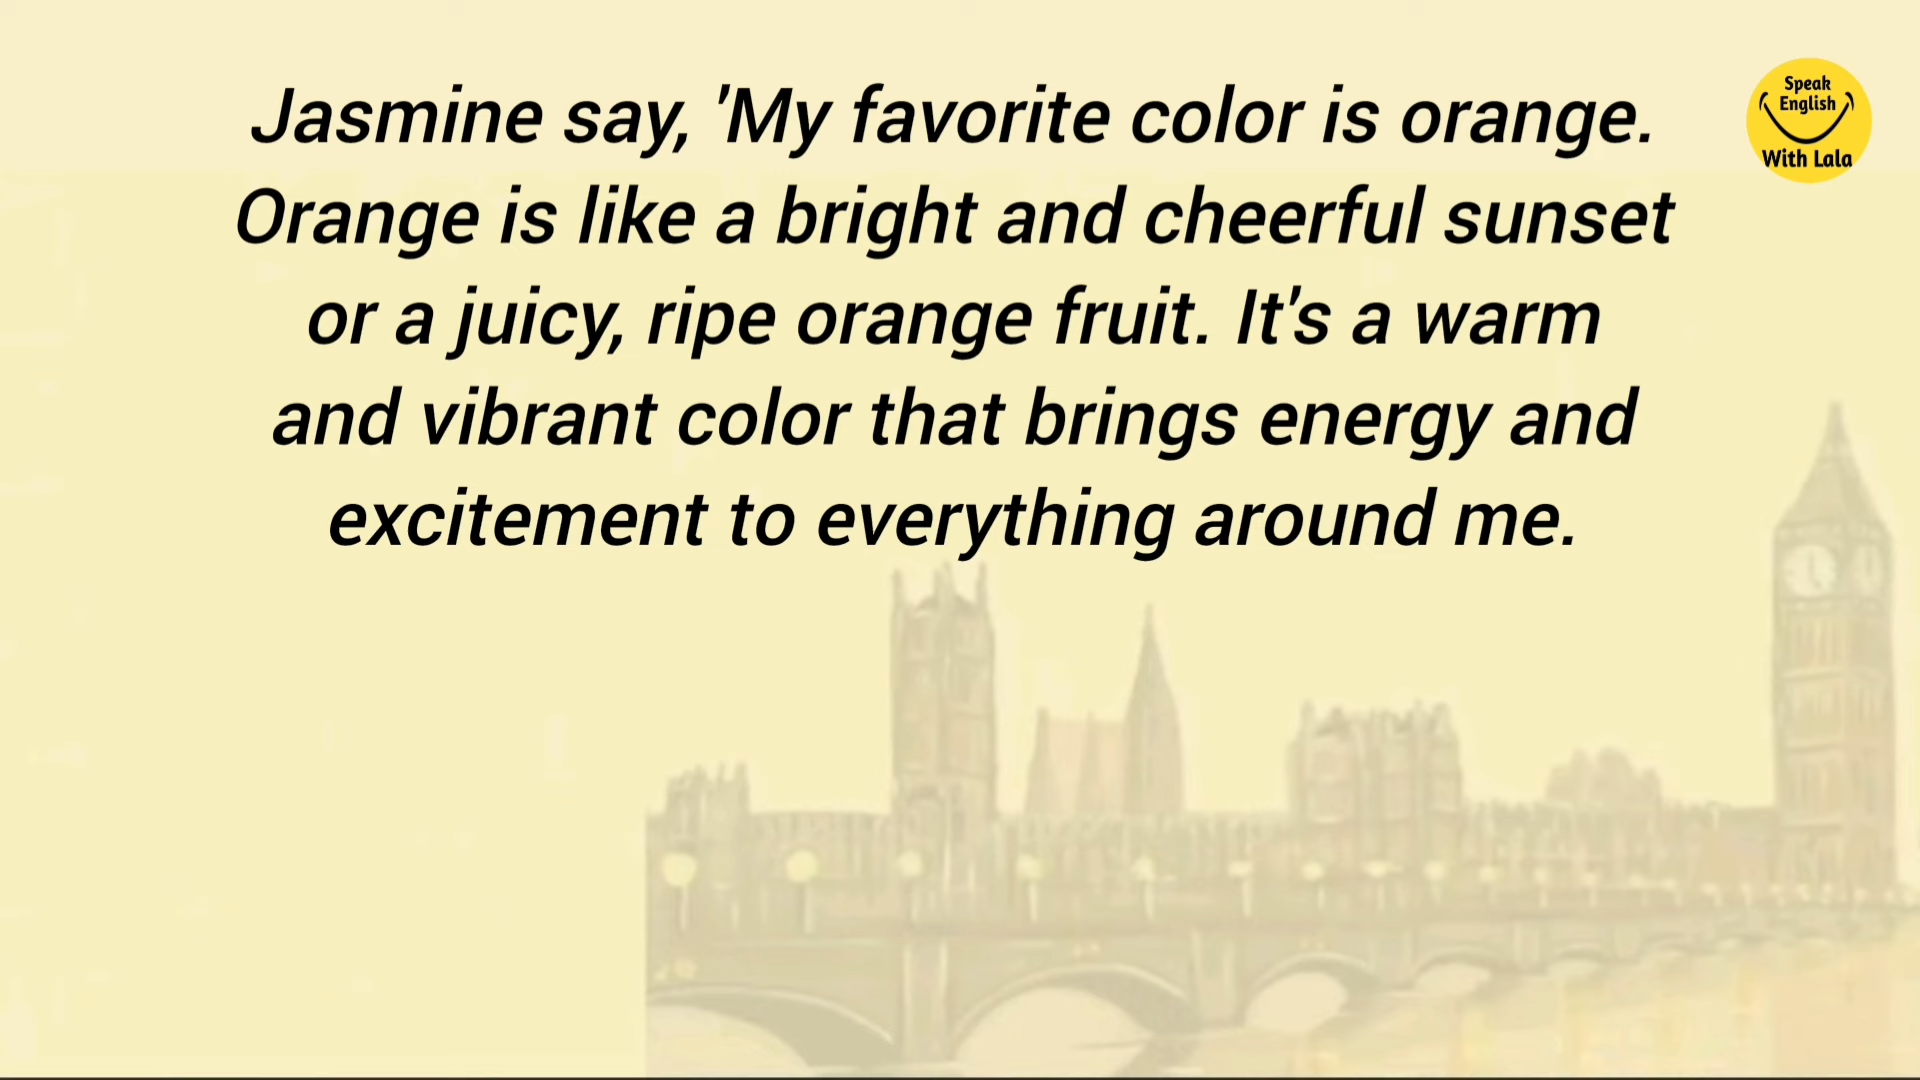 Jasmine say, 'My favorite color is orange.
Orange is like a bright and cheerful sunset
or a juicy, ripe orange fruit. It's a warm
and vibrant color that brings energy and
excitement to everything around me.
Speak
English
With Lala